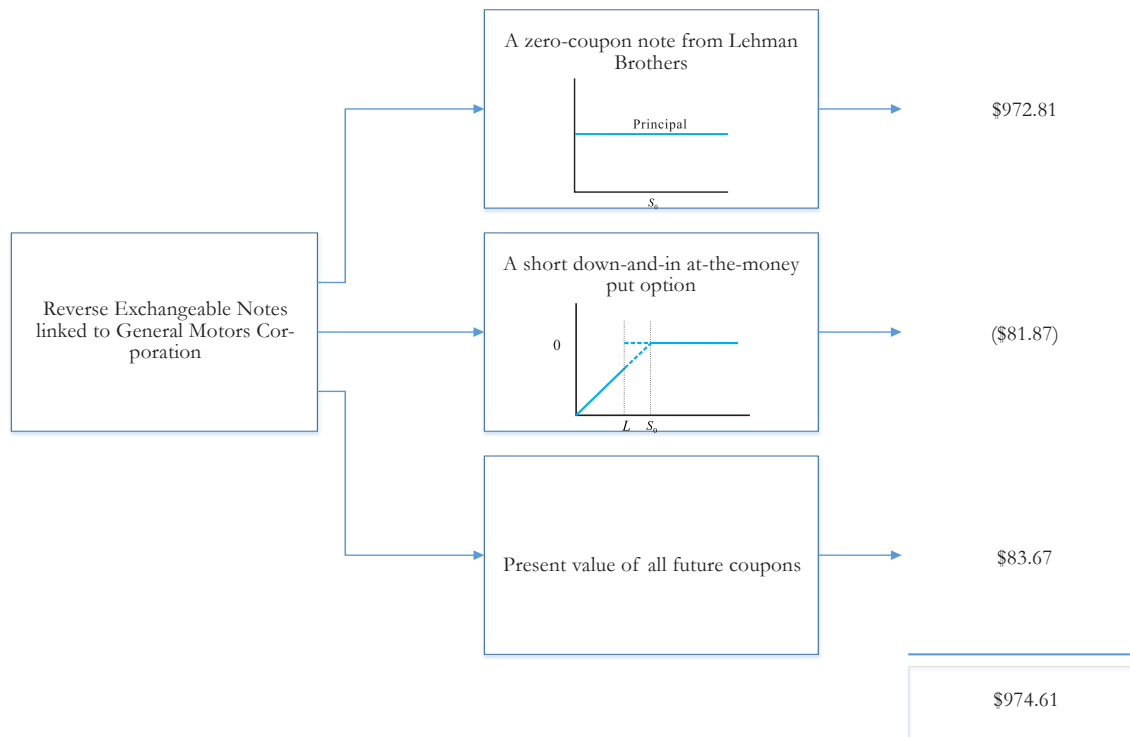 A zero-coupon note from Lehman
Brothers
Principal
S₀
$972.81
Reverse Exchangeable Notes
linked to General Motors Cor-
poration
A short down-and-in at-the-money
put option
0
L S₀
($81.87)
Present value of all future coupons
$83.67
$974.61